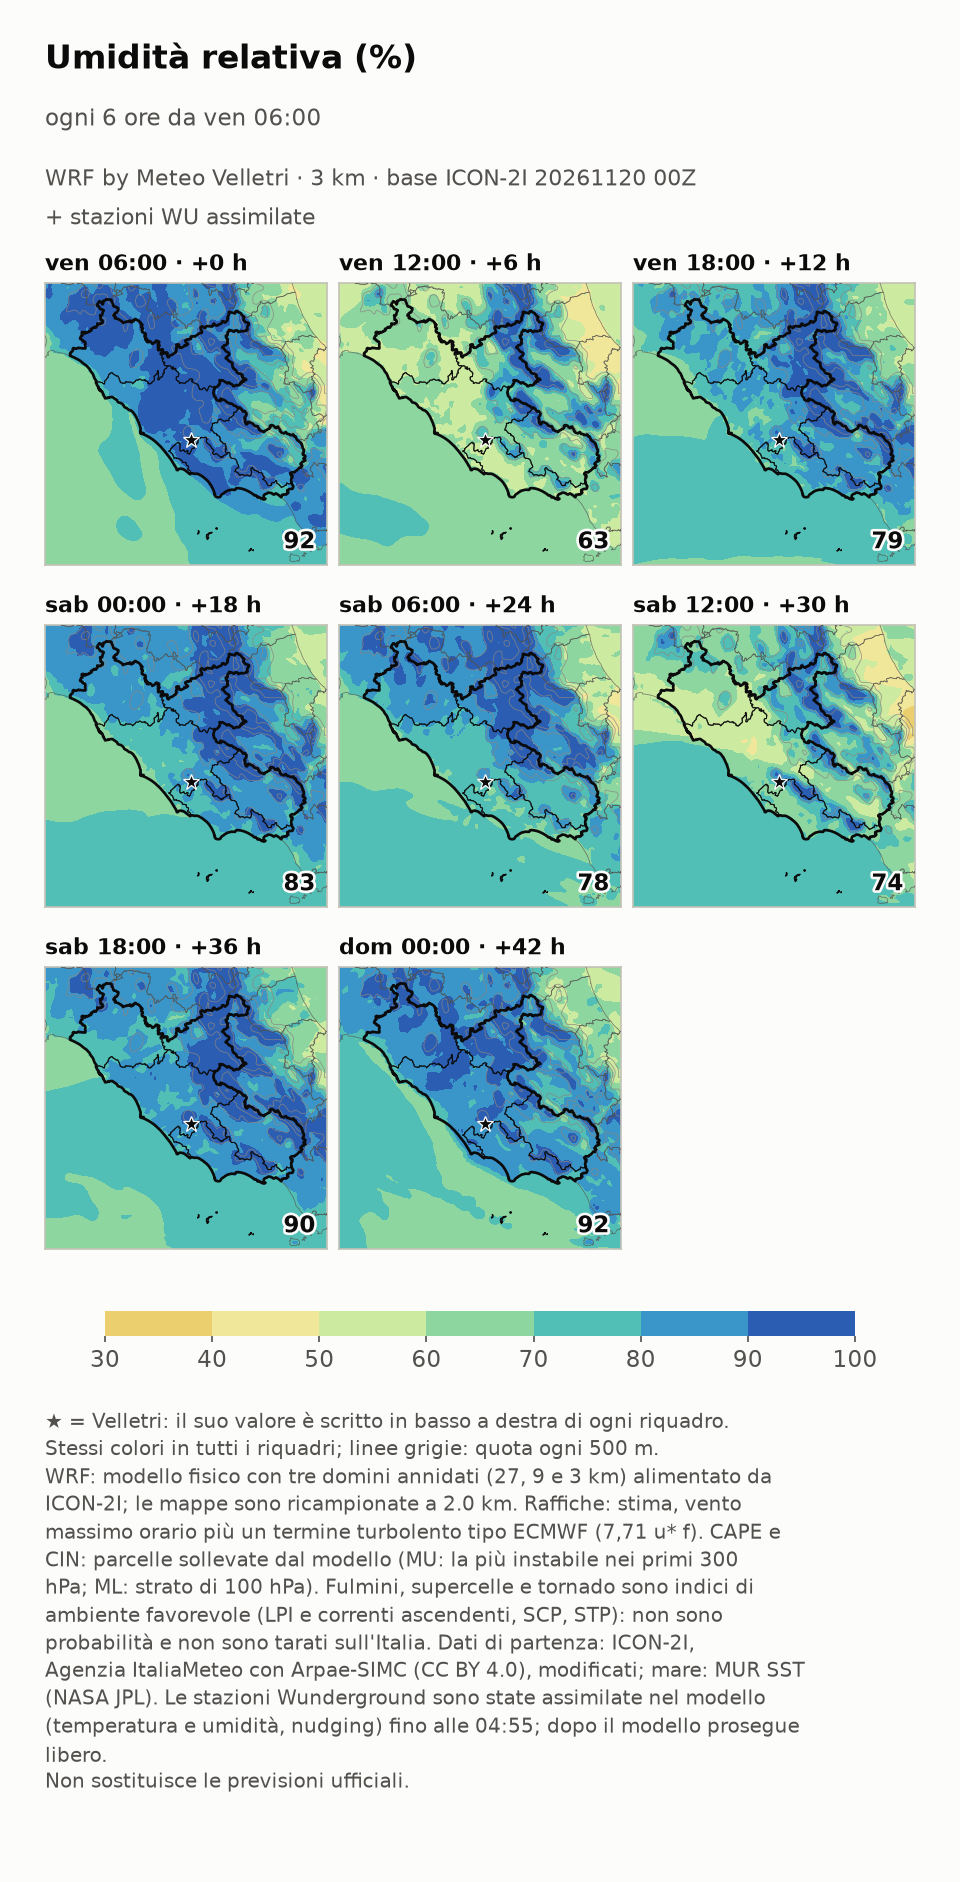 Umidità relativa (%)
ogni 6 ore da ven 06:00
WRF by Meteo Velletri · 3 km · base ICON-2I 20261120 00Z
+ stazioni WU assimilate
ven 06:00 · +0 h
ven 12:00 · +6 h
ven 18:00 · +12 h
92
63
79
sab 00:00 · +18 h
sab 06:00 · +24 h
sab 12:00 · +30 h
83
78
74
sab 18:00 · +36 h
dom 00:00 · +42 h
90
92
30 40 50 60 70 80 90 100
★ = Velletri: il suo valore è scritto in basso a destra di ogni riquadro.
Stessi colori in tutti i riquadri; linee grigie: quota ogni 500 m.
WRF: modello fisico con tre domini annidati (27, 9 e 3 km) alimentato da
ICON-2I; le mappe sono ricampionate a 2.0 km. Raffiche: stima, vento
massimo orario più un termine turbolento tipo ECMWF (7,71 u* f). CAPE e
CIN: parcelle sollevate dal modello (MU: la più instabile nei primi 300
hPa; ML: strato di 100 hPa). Fulmini, supercelle e tornado sono indici di
ambiente favorevole (LPI e correnti ascendenti, SCP, STP): non sono
probabilità e non sono tarati sull'Italia. Dati di partenza: ICON-2I,
Agenzia ItaliaMeteo con Arpae-SIMC (CC BY 4.0), modificati; mare: MUR SST
(NASA JPL). Le stazioni Wunderground sono state assimilate nel modello
(temperatura e umidità, nudging) fino alle 04:55; dopo il modello prosegue
libero.
Non sostituisce le previsioni ufficiali.